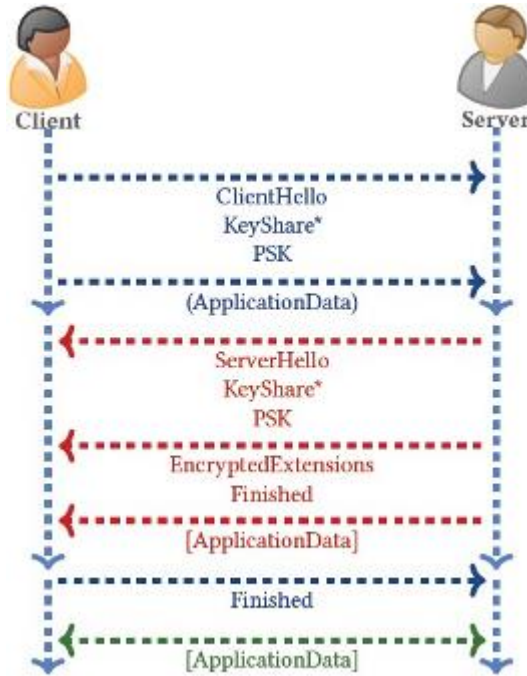 Client
Server
ClientHello
KeyShare*
PSK
(ApplicationData)
ServerHello
KeyShare*
PSK
EncryptedExtensions
Finished
[ApplicationData]
Finished
[ApplicationData]